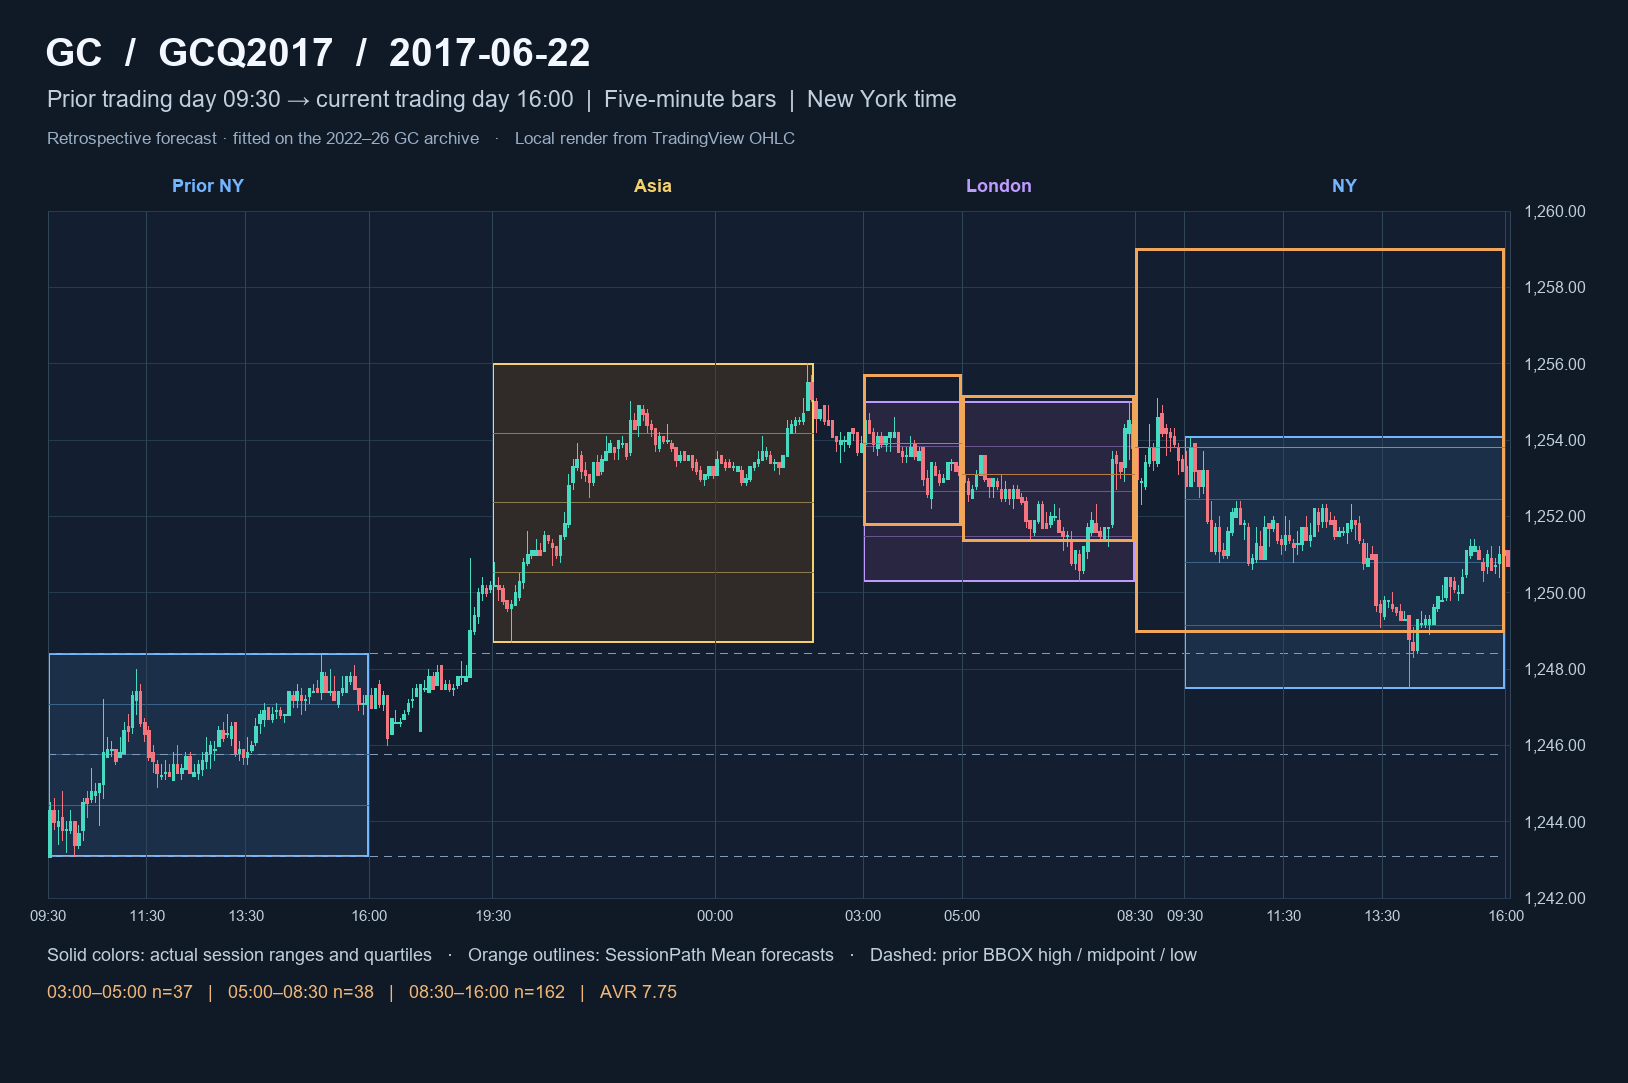 GC / GCQ2017 / 2017-06-22
Prior trading day 09:30 → current trading day 16:00 | Five-minute bars | New York time
Retrospective forecast · fitted on the 2022–26 GC archive · Local render from TradingView OHLC
Prior NY Asia London NY
1,260.00
1,258.00
1,256.00
1,254.00
1,252.00
1,250.00
1,248.00
1,246.00
1,244.00
1,242.00
09:30 11:30 13:30 16:00 19:30 00:00 03:00 05:00 08:30 09:30 11:30 13:30 16:00
Solid colors: actual session ranges and quartiles · Orange outlines: SessionPath Mean forecasts · Dashed: prior BBOX high / midpoint / low
03:00–05:00 n=37 | 05:00–08:30 n=38 | 08:30–16:00 n=162 | AVR 7.75